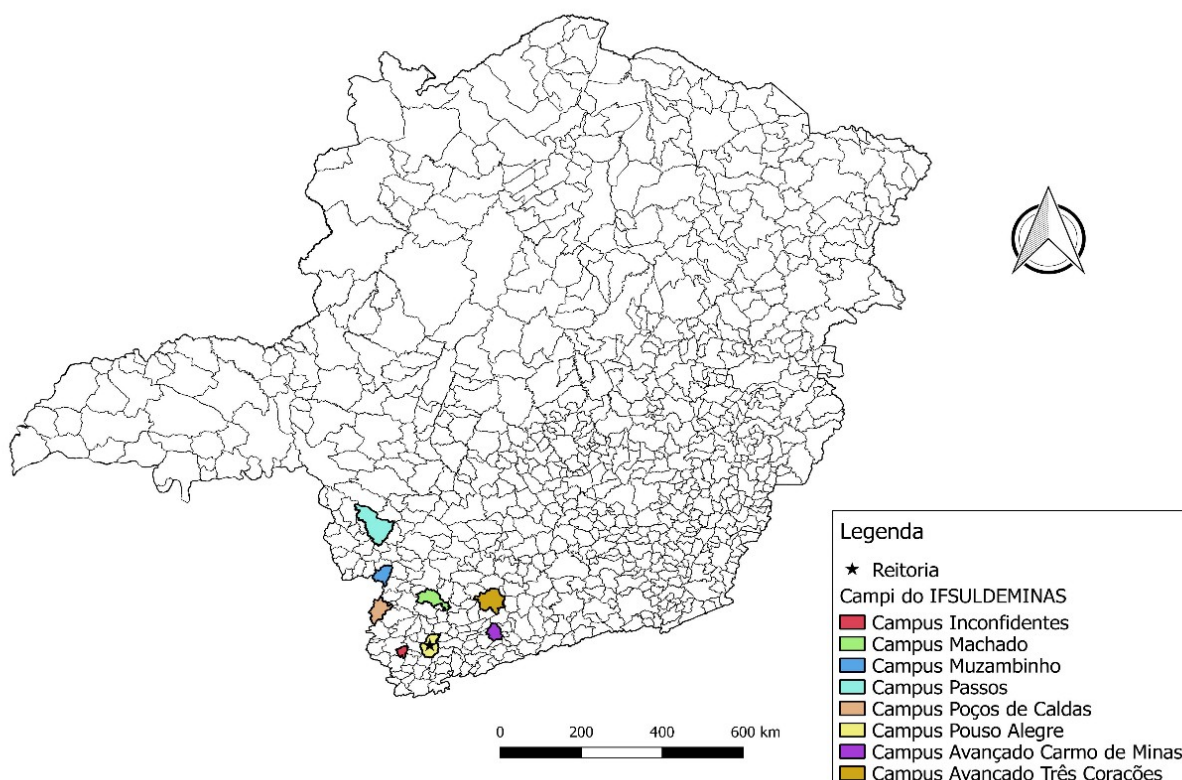 0 200 400 600 km
Legenda
Reitoria
Campi do IFSULDEMINAS
Campus Inconfidentes
Campus Machado
Campus Muzambinho
Campus Passos
Campus Poços de Caldas
Campus Pouso Alegre
Campus Avançado Carmo de Minas
Campus Avançado Três Corações